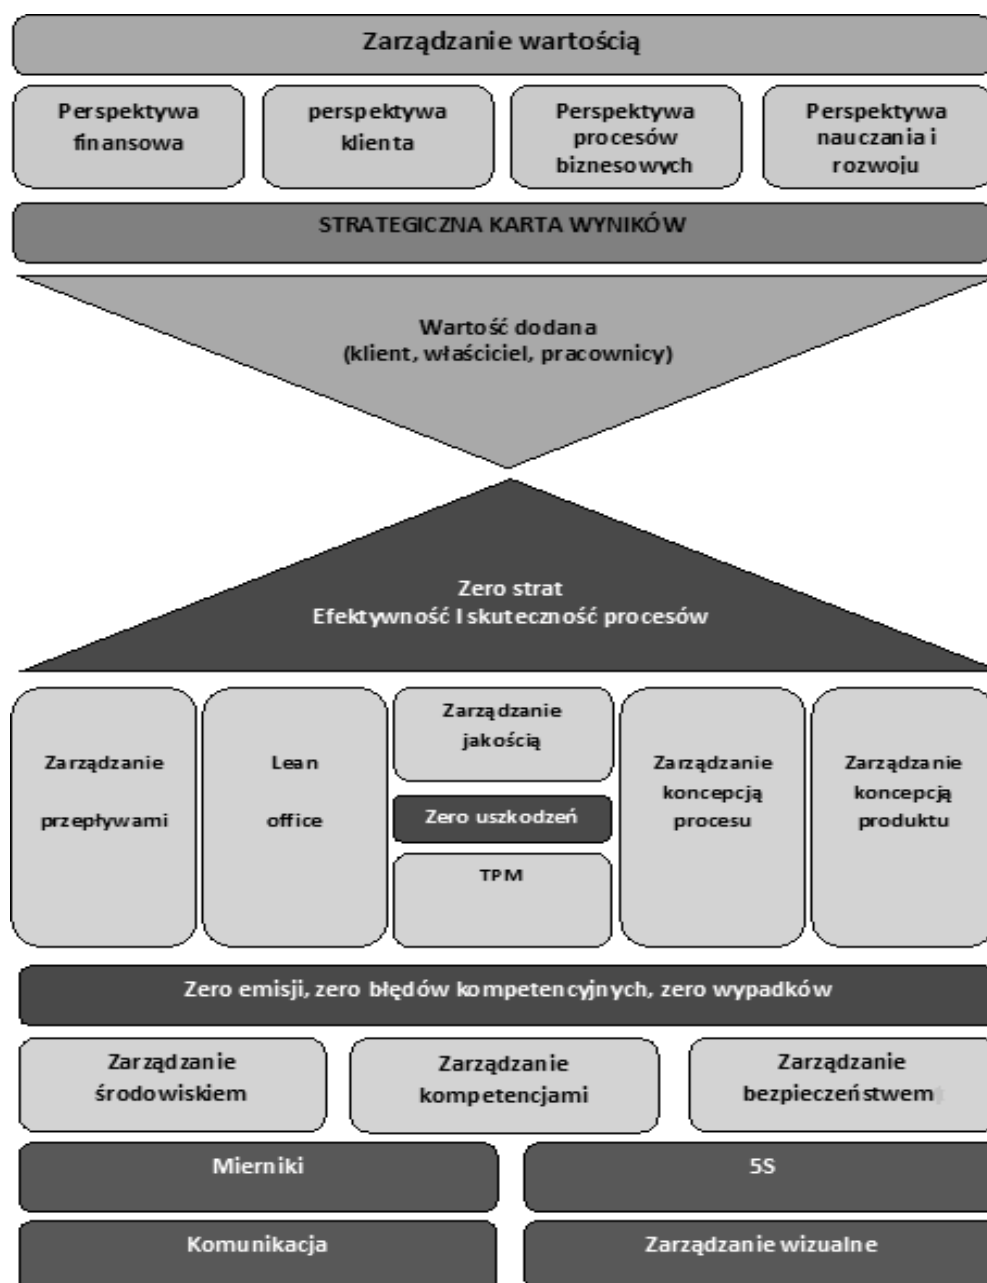 Zarządzanie wartością
Perspektywa
finansowa
perspektywa
klienta
Perspektywa
procesów
biznesowych
Perspektywa
nauczania i
rozwoju
STRATEGICZNA KARTA WYNIKÓW
Wartość dodana
(klient, właściciel, pracownicy)
Zero strat
Efektywność I skuteczność procesów
Zarządzanie
przepływami
Lean
office
Zarządzanie
jakością
Zero uszkodzeń
TPM
Zarządzanie
koncepcją
procesu
Zarządzanie
koncepcją
produktu
Zero emisji, zero błędów kompetencyjnych, zero wypadków
Zarządzanie
środowiskiem
Zarządzanie
kompetencjami
Zarządzanie
bezpieczeństwem
Mierniki
5S
Komunikacja
Zarządzanie wizualne